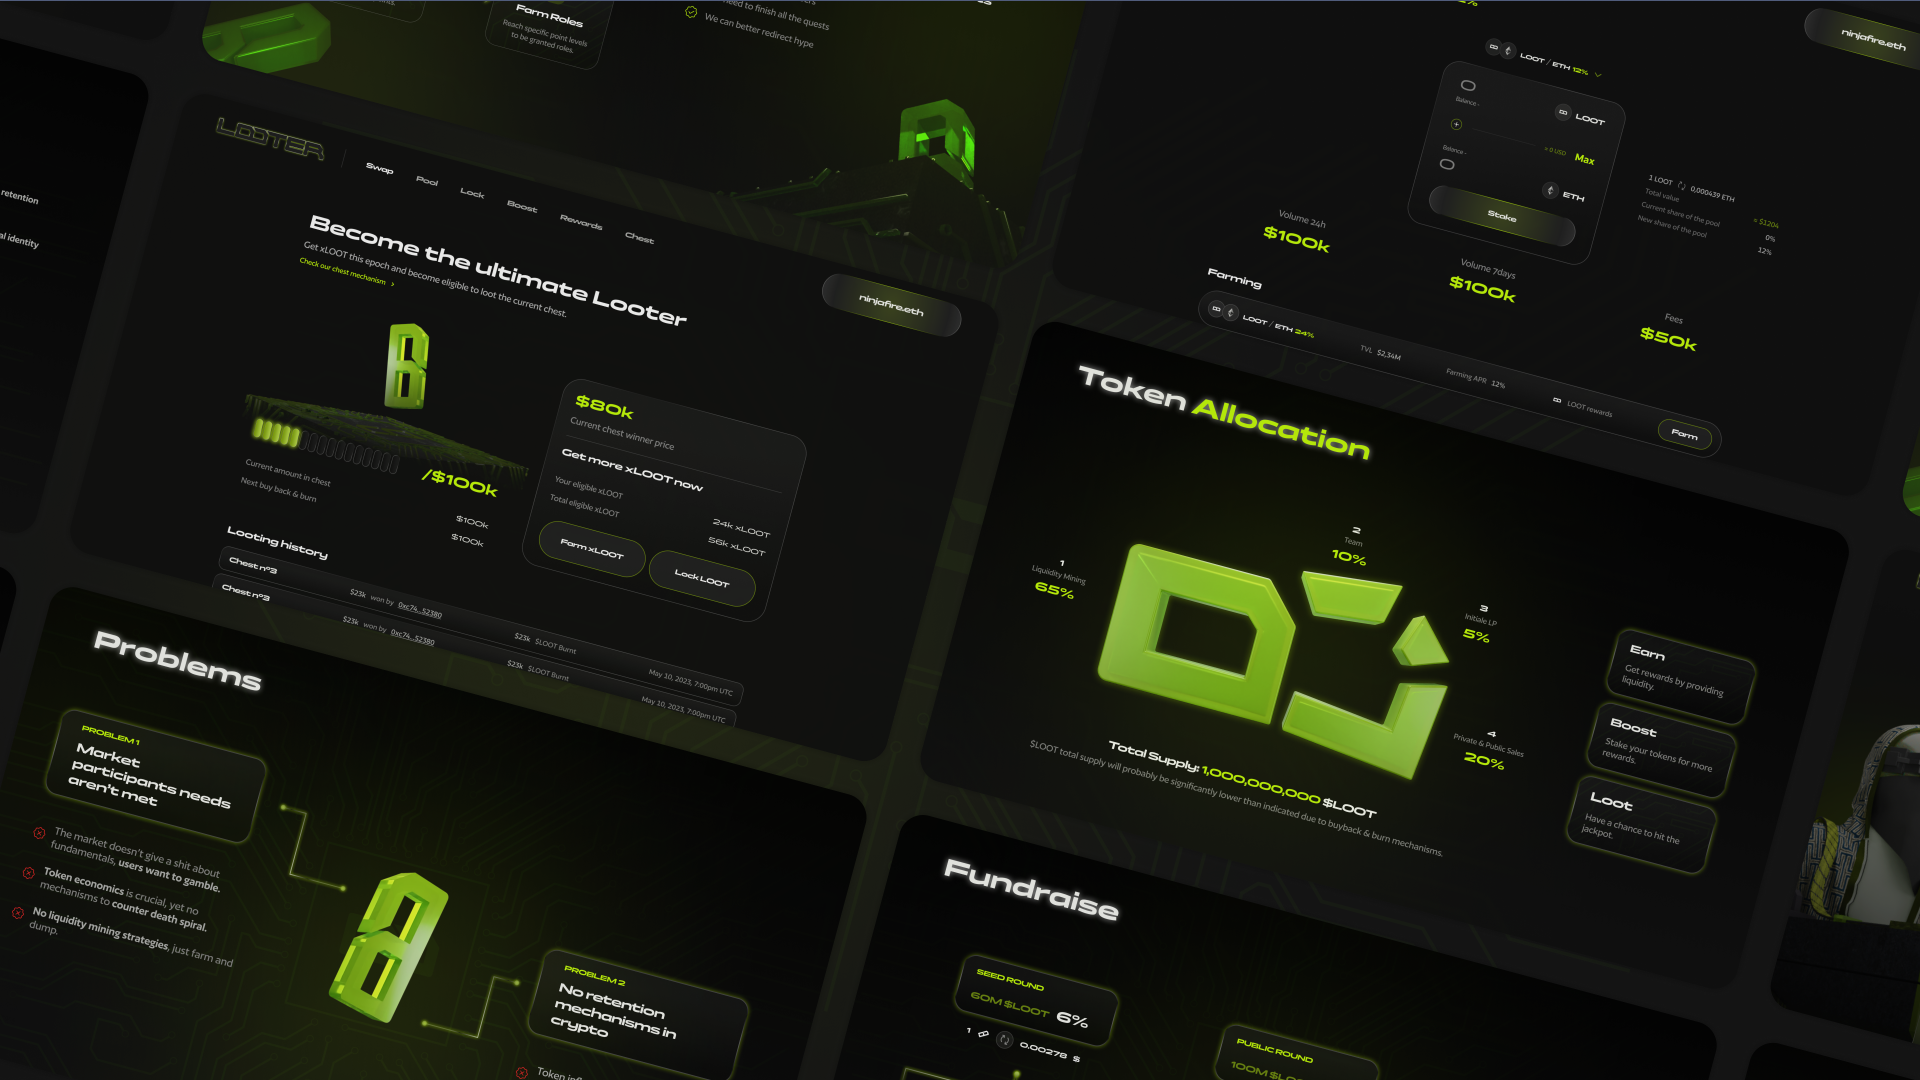 Farm Roles
Reach specific point levels
to be granted roles.
need to finish all the quests
We can better redirect hype
LOOTER
Swap
Pool
Lock
Boost
Rewards
Chest
ninjafire.eth
Become the ultimate Looter
Get xLOOT this epoch and become eligible to loot the current chest.
Check our chest mechanism >
/$100k
Current amount in chest
$100k
Next buy back & burn
$100k
$80k
Current chest winner price
Get more xLOOT now
Your eligible xLOOT
24k xLOOT
Total eligible xLOOT
56k xLOOT
Farm xLOOT
Lock LOOT
Looting history
Chest n°3
$23k won by 0xc74...52380
$23k $LOOT Burnt
May 10, 2023, 7:00pm UTC
Chest n°3
$23k won by 0xc74...52380
$23k $LOOT Burnt
May 10, 2023, 7:00pm UTC
retention
al identity
ninjafire.eth
LOOT / ETH 12%
0
LOOT
Balance -
≈ 0 USD
Max
Balance -
0
ETH
Stake
1 LOOT
0,000439 ETH
Total value
≈ $1204
Current share of the pool
0%
New share of the pool
12%
Volume 24h
$100k
Volume 7days
$100k
Fees
$50k
Farming
LOOT / ETH 24%
TVL $2,34M
Farming APR 12%
LOOT rewards
Farm
Token Allocation
1
Liquidity Mining
65%
2
Team
10%
3
Initiale LP
5%
4
Private & Public Sales
20%
Total Supply: 1,000,000,000 $LOOT
$LOOT total supply will probably be significantly lower than indicated due to buyback & burn mechanisms.
Earn
Get rewards by providing
liquidity.
Boost
Stake your tokens for more
rewards.
Loot
Have a chance to hit the
jackpot.
Problems
PROBLEM 1
Market
participants needs
aren't met
The market doesn't give a shit about
fundamentals, users want to gamble.
Token economics is crucial, yet no
mechanisms to counter death spiral.
No liquidity mining strategies, just farm and
dump.
PROBLEM 2
No retention
mechanisms in
crypto
Token
Fundraise
SEED ROUND
60M $LOOT 6%
1
0.00278 $
PUBLIC ROUND
100M $LOOT